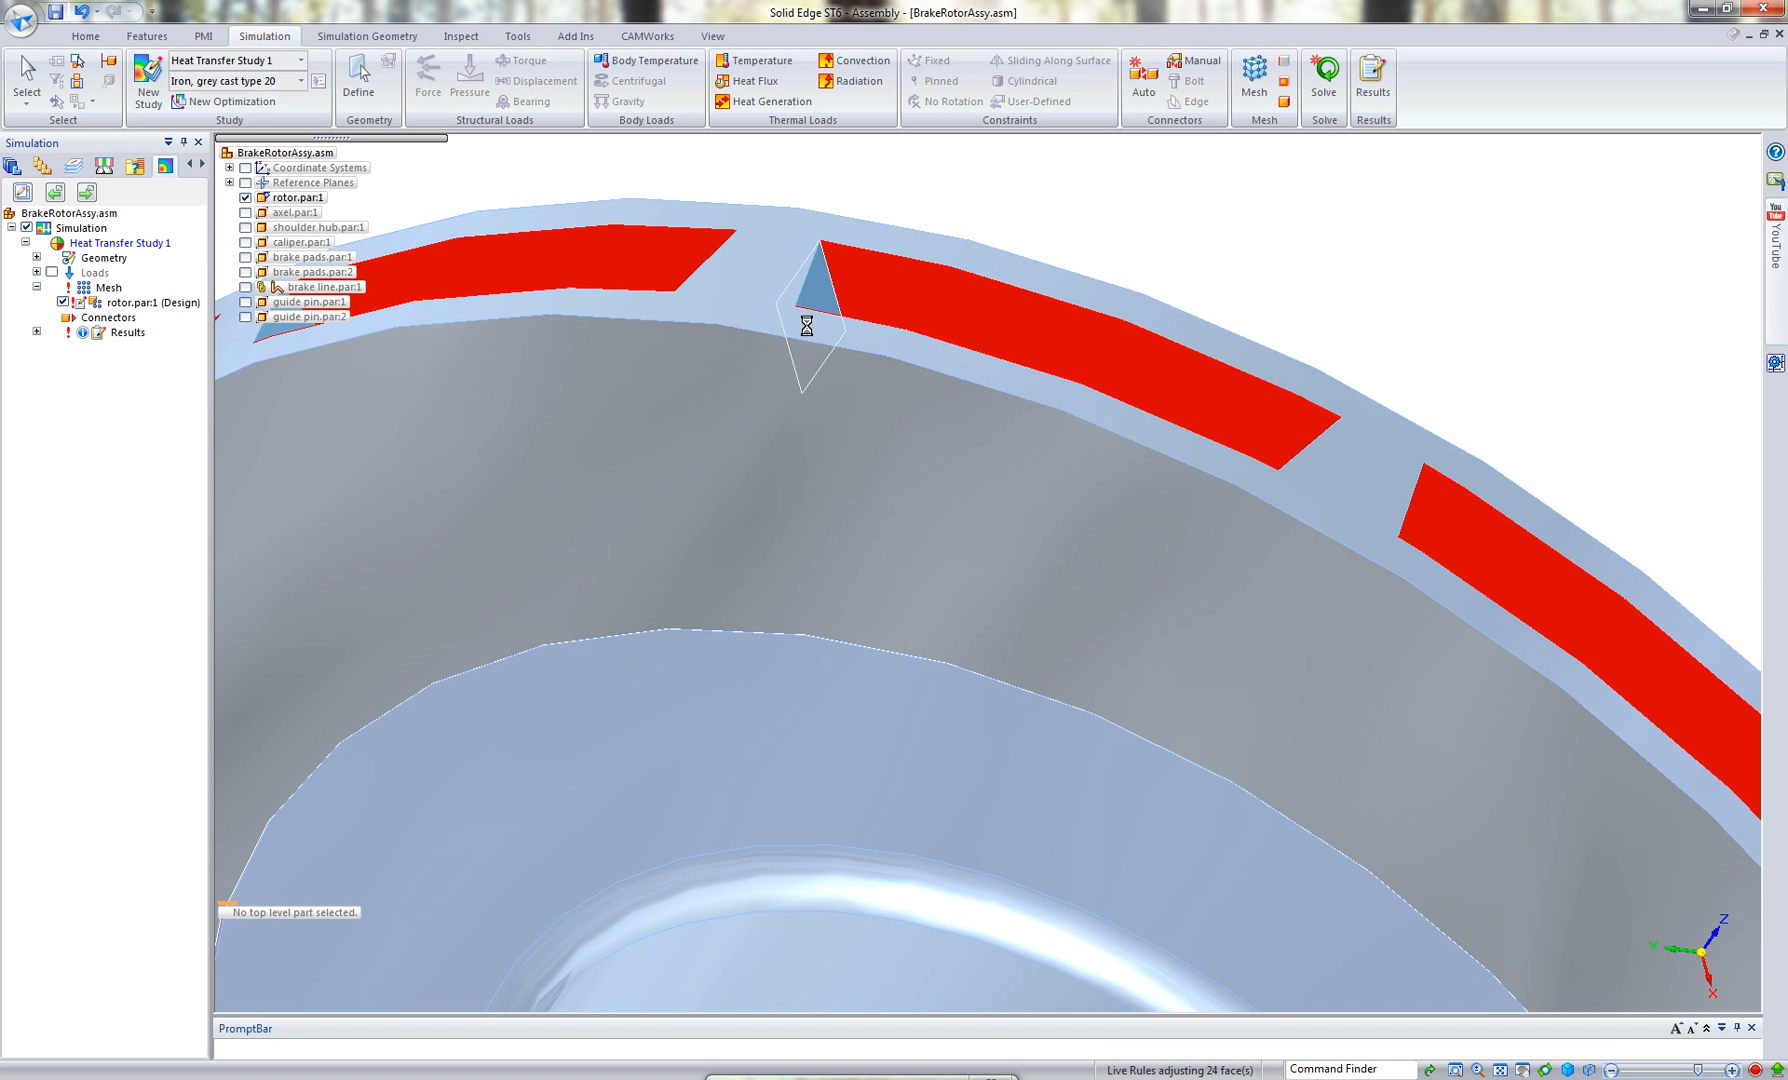 Solid Edge ST6 - Assembly - [BrakeRotorAssy.asm]
Home Features PMI Simulation Simulation Geometry Inspect Tools Add Ins CAMWorks View
Select
Select
New Study
Heat Transfer Study 1
Iron, grey cast type 20
New Optimization
Study
Define
Geometry
Force
Pressure
Torque
Displacement
Bearing
Structural Loads
Body Temperature
Centrifugal
Gravity
Body Loads
Temperature
Heat Flux
Heat Generation
Convection
Radiation
Thermal Loads
Fixed
Pinned
No Rotation
Sliding Along Surface
Cylindrical
User-Defined
Constraints
Auto
Manual
Bolt
Edge
Connectors
Mesh
Mesh
Solve
Solve
Results
Results
Simulation
BrakeRotorAssy.asm
Simulation
Heat Transfer Study 1
Geometry
Loads
Mesh
rotor.par:1 (Design)
Connectors
Results
BrakeRotorAssy.asm
Coordinate Systems
Reference Planes
rotor.par:1
axel.par:1
shoulder hub.par:1
caliper.par:1
brake pads.par:1
brake pads.par:2
brake line.par:1
guide pin.par:1
guide pin.par:2
No top level part selected.
You
YouTube
Z
Y
X
PromptBar
Live Rules adjusting 24 face(s)
Command Finder